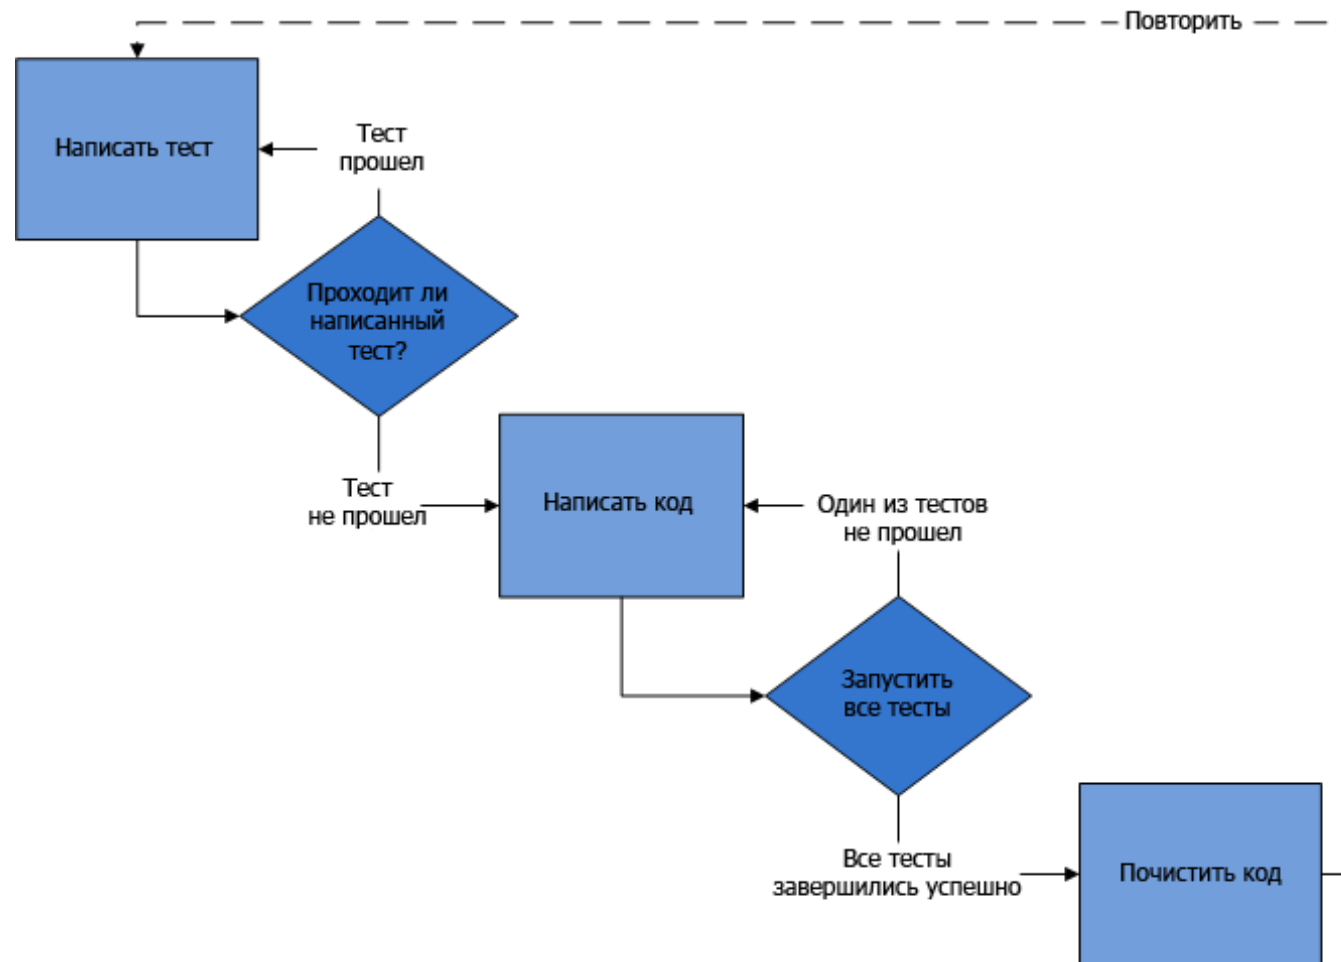 Повторить
Написать тест
Тест
прошел
Проходит ли
написанный
тест?
Тест
не прошел
Написать код
Один из тестов
не прошел
Запустить
все тесты
Все тесты
завершились успешно
Почистить код